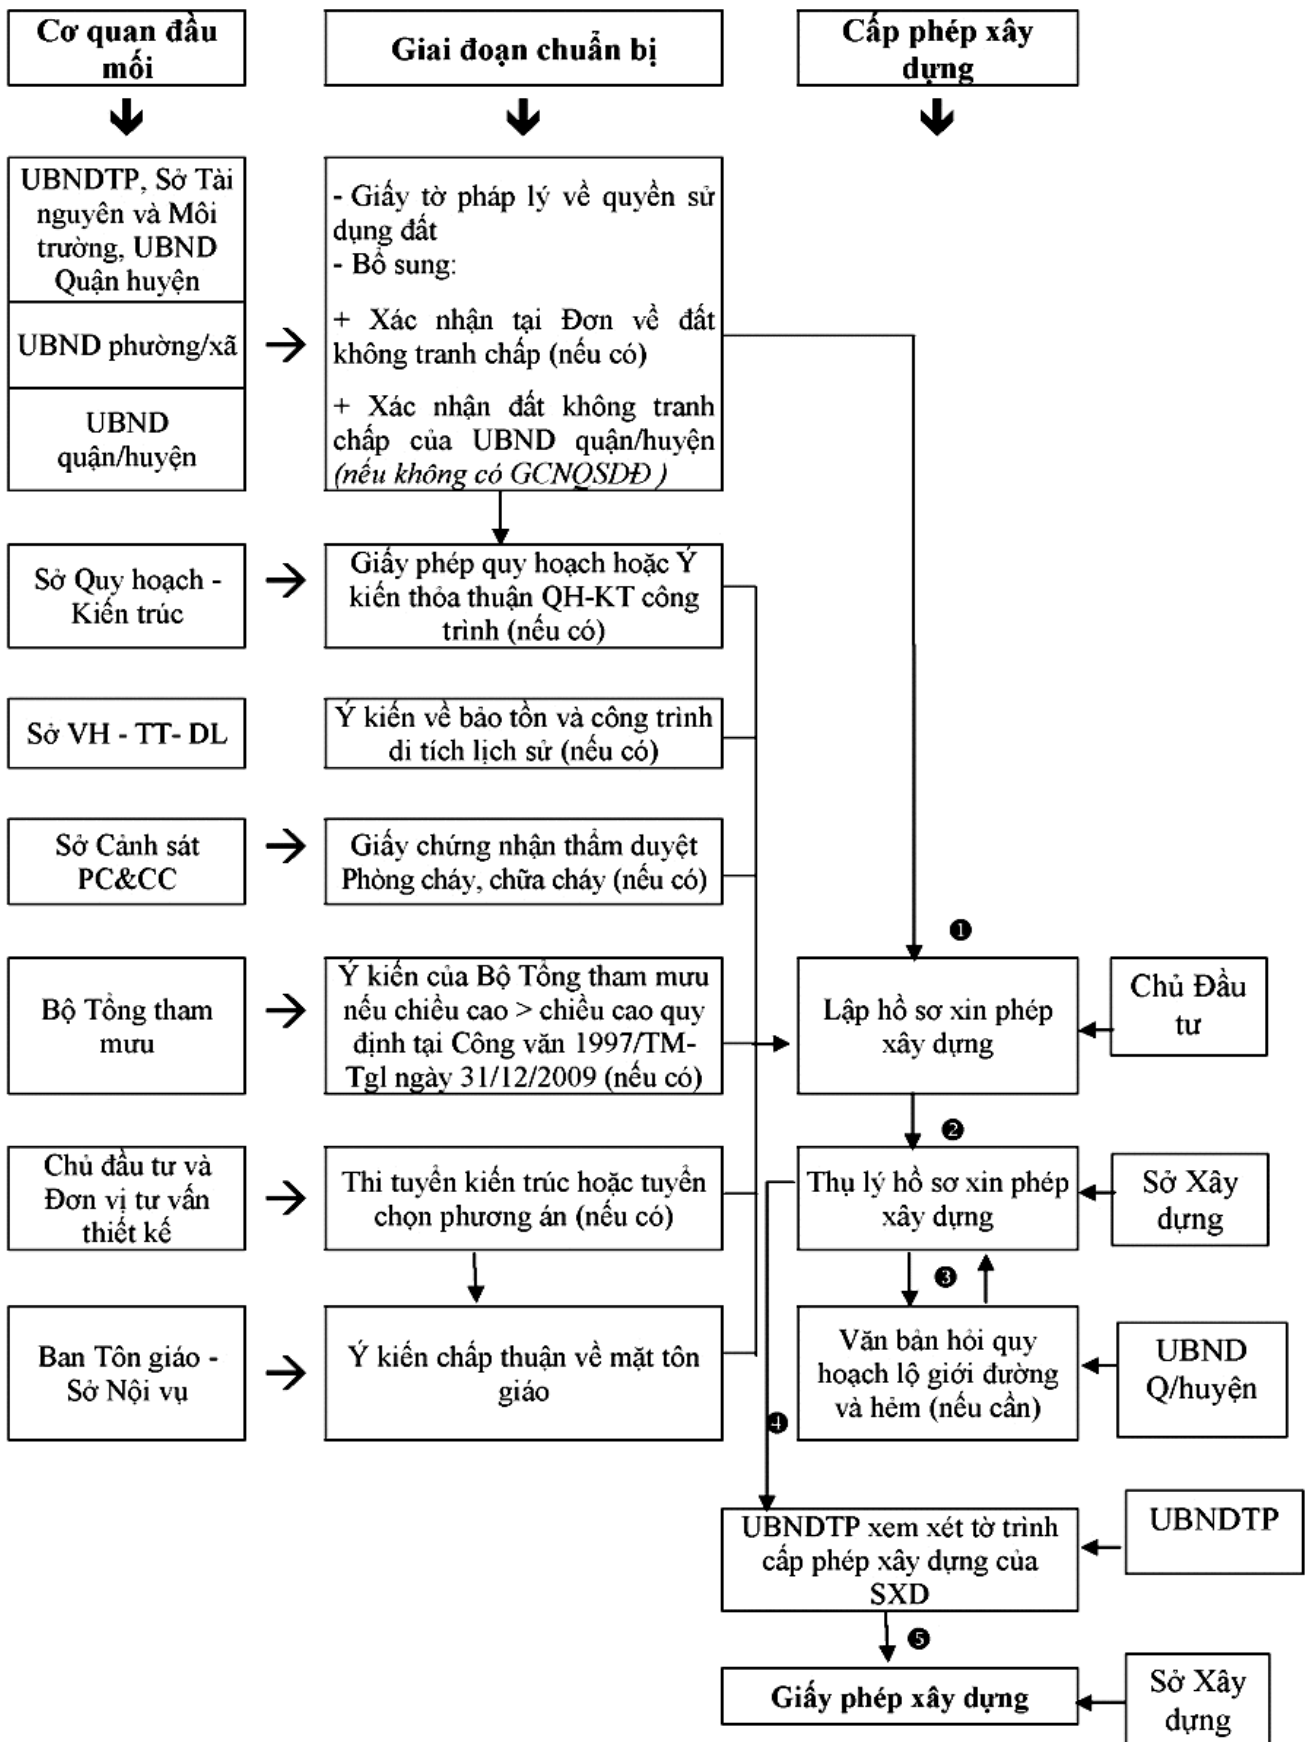 Cơ quan đầu
mối
Giai đoạn chuẩn bị
Cấp phép xây
dựng
UBNDTP, Sở Tài
nguyên và Môi
trường, UBND
Quận huyện
UBND phường/xã
UBND
quận/huyện
- Giấy tờ pháp lý về quyền sử
dụng đất
- Bổ sung:
+ Xác nhận tại Đơn về đất
không tranh chấp (nếu có)
+ Xác nhận đất không tranh
chấp của UBND quận/huyện
(nếu không có GCNQSDĐ )
Sở Quy hoạch -
Kiến trúc
Giấy phép quy hoạch hoặc Ý
kiến thỏa thuận QH-KT công
trình (nếu có)
Sở VH - TT- DL
Ý kiến về bảo tồn và công trình
di tích lịch sử (nếu có)
Sở Cảnh sát
PC&CC
Giấy chứng nhận thẩm duyệt
Phòng cháy, chữa cháy (nếu có)
Bộ Tổng tham
mưu
Ý kiến của Bộ Tổng tham mưu
nếu chiều cao > chiều cao quy
định tại Công văn 1997/TM-
Tgl ngày 31/12/2009 (nếu có)
❶
Lập hồ sơ xin phép
xây dựng
Chủ Đầu
tư
Chủ đầu tư và
Đơn vị tư vấn
thiết kế
Thi tuyển kiến trúc hoặc tuyển
chọn phương án (nếu có)
❷
Thụ lý hồ sơ xin phép
xây dựng
Sở Xây
dựng
Ban Tôn giáo -
Sở Nội vụ
Ý kiến chấp thuận về mặt tôn
giáo
❸
Văn bản hỏi quy
hoạch lộ giới đường
và hẻm (nếu cần)
UBND
Q/huyện
❹
UBNDTP xem xét tờ trình
cấp phép xây dựng của
SXD
UBNDTP
❺
Giấy phép xây dựng
Sở Xây
dựng